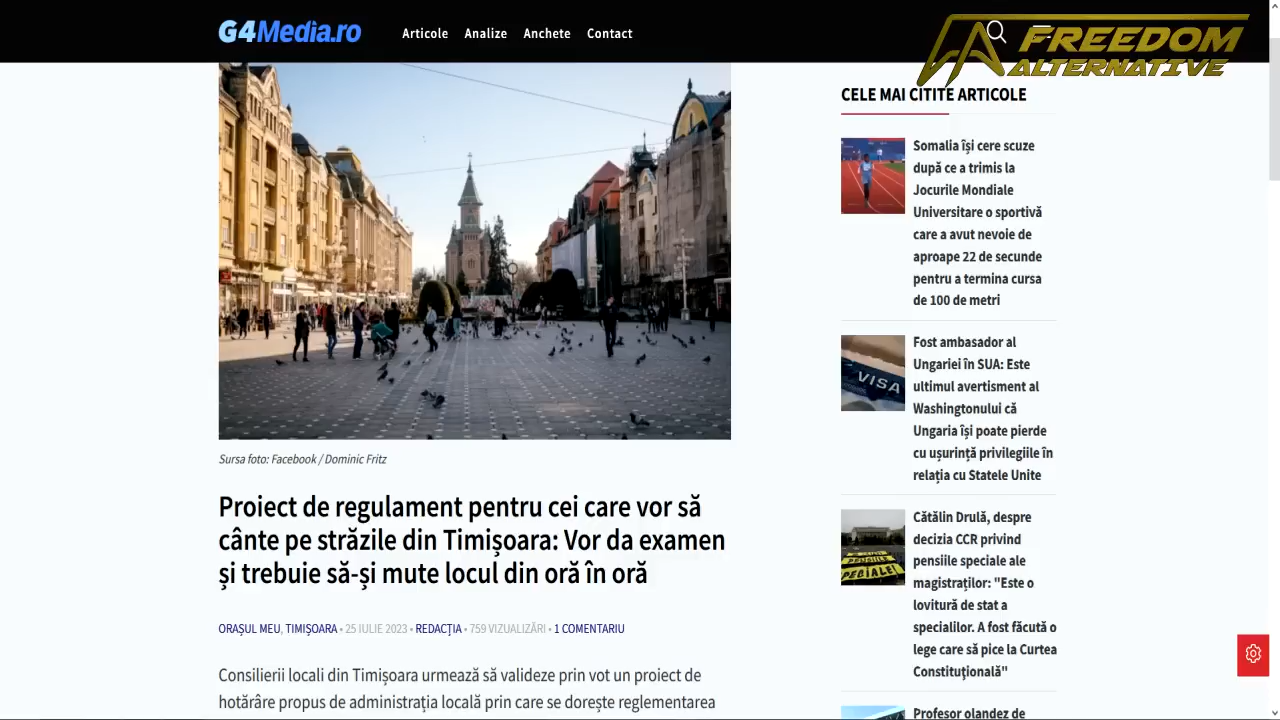 G4Media.ro
Articole
Analize
Anchete
Contact
FREEDOM
ALTERNATIVE
Sursa foto: Facebook / Dominic Fritz
Proiect de regulament pentru cei care vor să
cânte pe străzile din Timișoara: Vor da examen
și trebuie să-și mute locul din oră în oră
ORAȘUL MEU, TIMIȘOARA • 25 IULIE 2023 • REDACȚIA • 759 VIZUALIZĂRI • 1 COMENTARIU
Consilierii locali din Timișoara urmează să valideze prin vot un proiect de
hotărâre propus de administrația locală prin care se dorește reglementarea
CELE MAI CITITE ARTICOLE
Somalia își cere scuze
după ce a trimis la
Jocurile Mondiale
Universitare o sportivă
care a avut nevoie de
aproape 22 de secunde
pentru a termina cursa
de 100 de metri
VISA
Fost ambasador al
Ungariei în SUA: Este
ultimul avertisment al
Washingtonului că
Ungaria își poate pierde
cu ușurință privilegiile în
relația cu Statele Unite
Cătălin Drulă, despre
decizia CCR privind
pensiile speciale ale
magistraților: "Este o
lovitură de stat a
specialilor. A fost făcută o
lege care să pice la Curtea
Constituţională"
Profesor olandez de